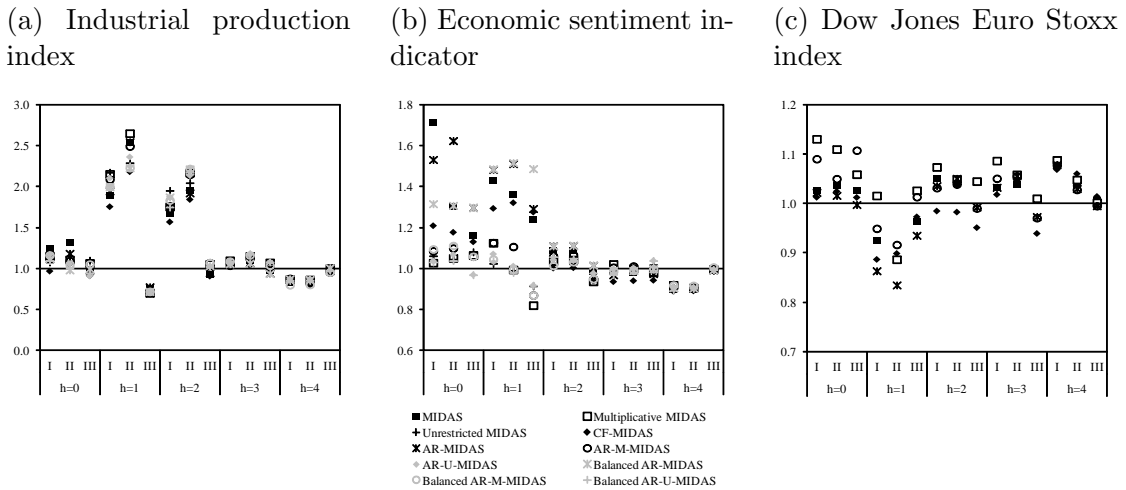 (a) Industrial production
index
(b) Economic sentiment in-
dicator
(c) Dow Jones Euro Stoxx
index
3.0
2.5
2.0
1.5
1.0
0.5
0.0
I II III I II III I II III I II III I II III
h=0 h=1 h=2 h=3 h=4
1.8
1.6
1.4
1.2
1.0
0.8
0.6
I II III I II III I II III I II III I II III
h=0 h=1 h=2 h=3 h=4
1.2
1.1
1.0
0.9
0.8
0.7
I II III I II III I II III I II III I II III
h=0 h=1 h=2 h=3 h=4
MIDAS Multiplicative MIDAS
Unrestricted MIDAS CF-MIDAS
AR-MIDAS AR-M-MIDAS
AR-U-MIDAS Balanced AR-MIDAS
Balanced AR-M-MIDAS Balanced AR-U-MIDAS